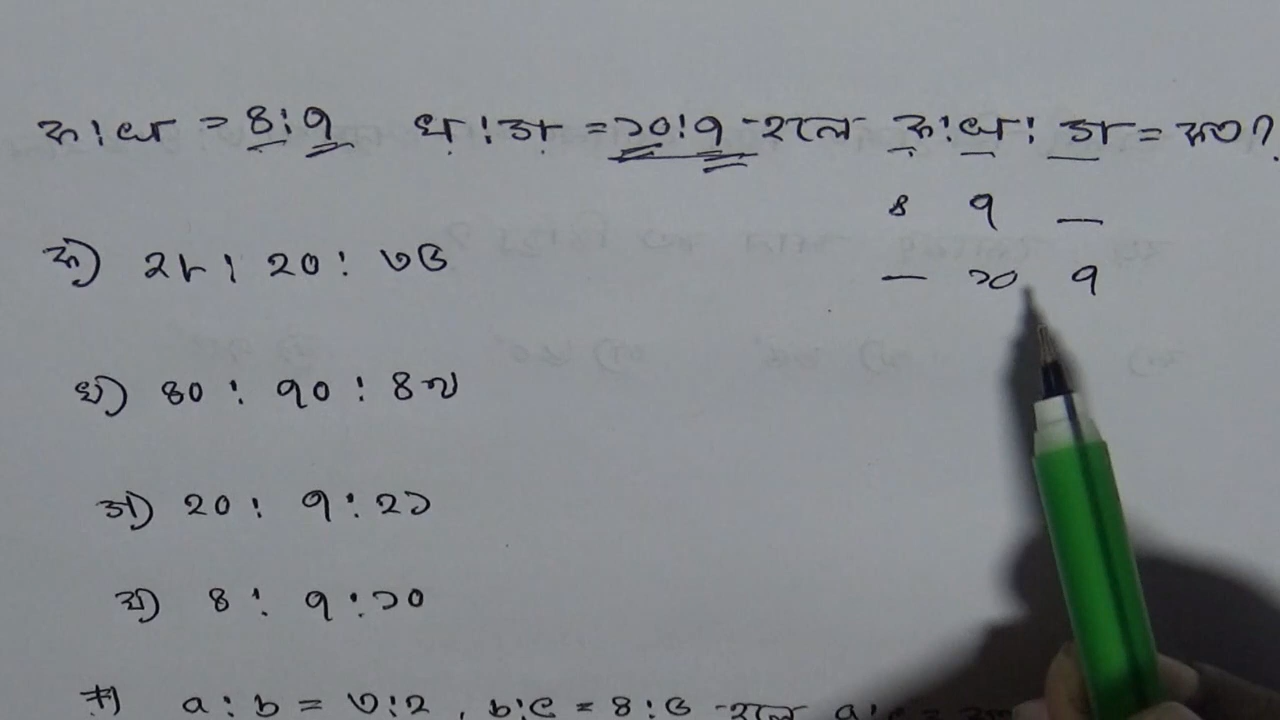 ক:খ = ৪:৭ খ:গ = ১০:৭ হলে ক:খ:গ = কত?
৪ ৭ —
— ১০ ৭
ক) ২৮ : ২০ : ৩৫
খ) ৪০ : ৭০ : ৪৯
গ) ২০ : ৭ : ২১
ঘ) ৪ : ৭ : ১০
a : b = ৩:২, b:c = ৪:৫ হলে a:c =